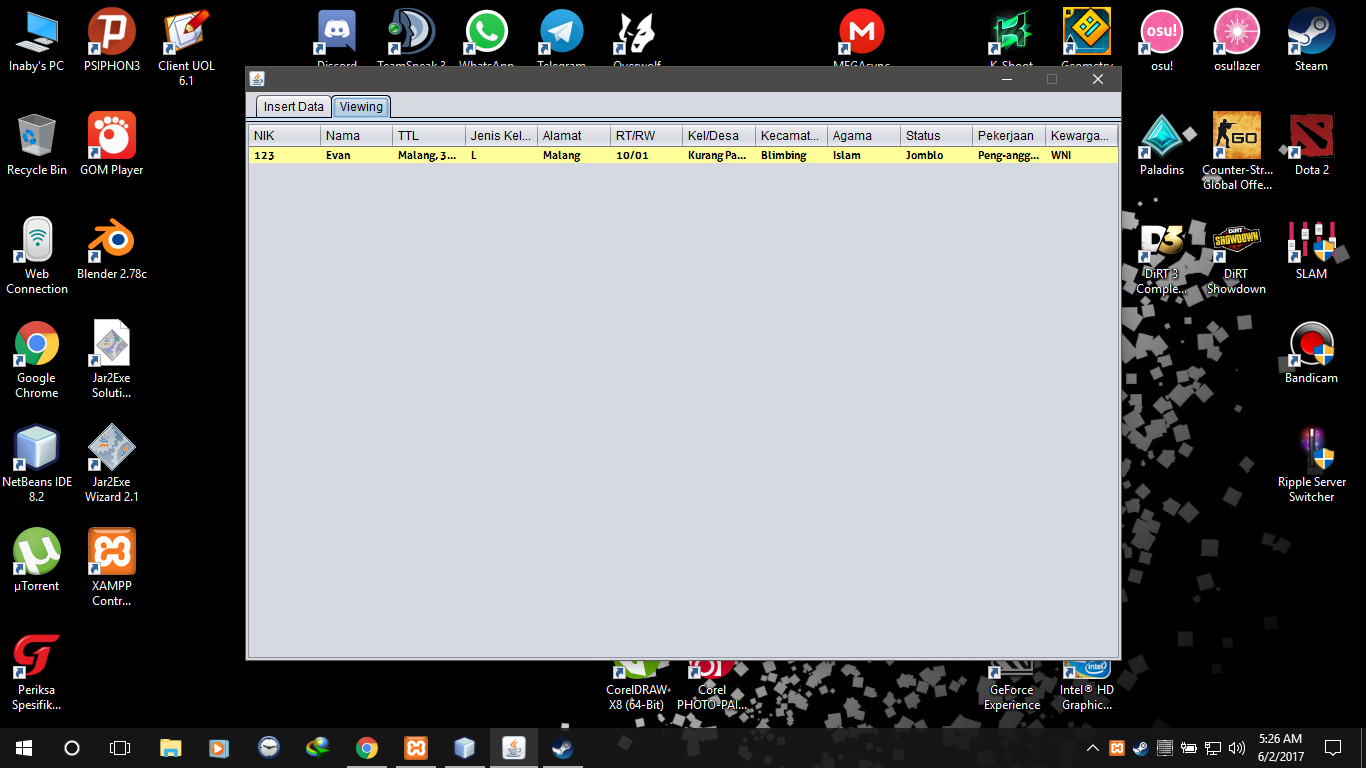 Inaby's PC
PSIPHON3
Client UOL
6.1
Discord
TeamSpeak 3
WhatsApp
Telegram
Overwolf
MEGAsync
K-Shoot
Geometry
osu!
osu!
osu!lazer
Steam
Insert Data
Viewing
NIK Nama TTL Jenis Kel... Alamat RT/RW Kel/Desa Kecamat... Agama Status Pekerjaan Kewarga...
123 Evan Malang, 3... L Malang 10/01 Kurang Pa... Blimbing Islam Jomblo Peng-angg... WNI
Recycle Bin
GOM Player
GO
Paladins
Counter-Str...
Global Offe...
Dota 2
Web
Connection
Blender 2.78c
D3
DiRT
SHOWDOWN
DiRT 3
Comple...
DiRT
Showdown
SLAM
Google
Chrome
Jar2Exe
Soluti...
Bandicam
NetBeans IDE
8.2
Jar2Exe
Wizard 2.1
Ripple Server
Switcher
µTorrent
XAMPP
Contr...
Periksa
Spesifik...
CorelDRAW
X8 (64-Bit)
Corel
PHOTO-PAI...
GeForce
Experience
intel
Intel® HD
Graphic...
5:26 AM
6/2/2017